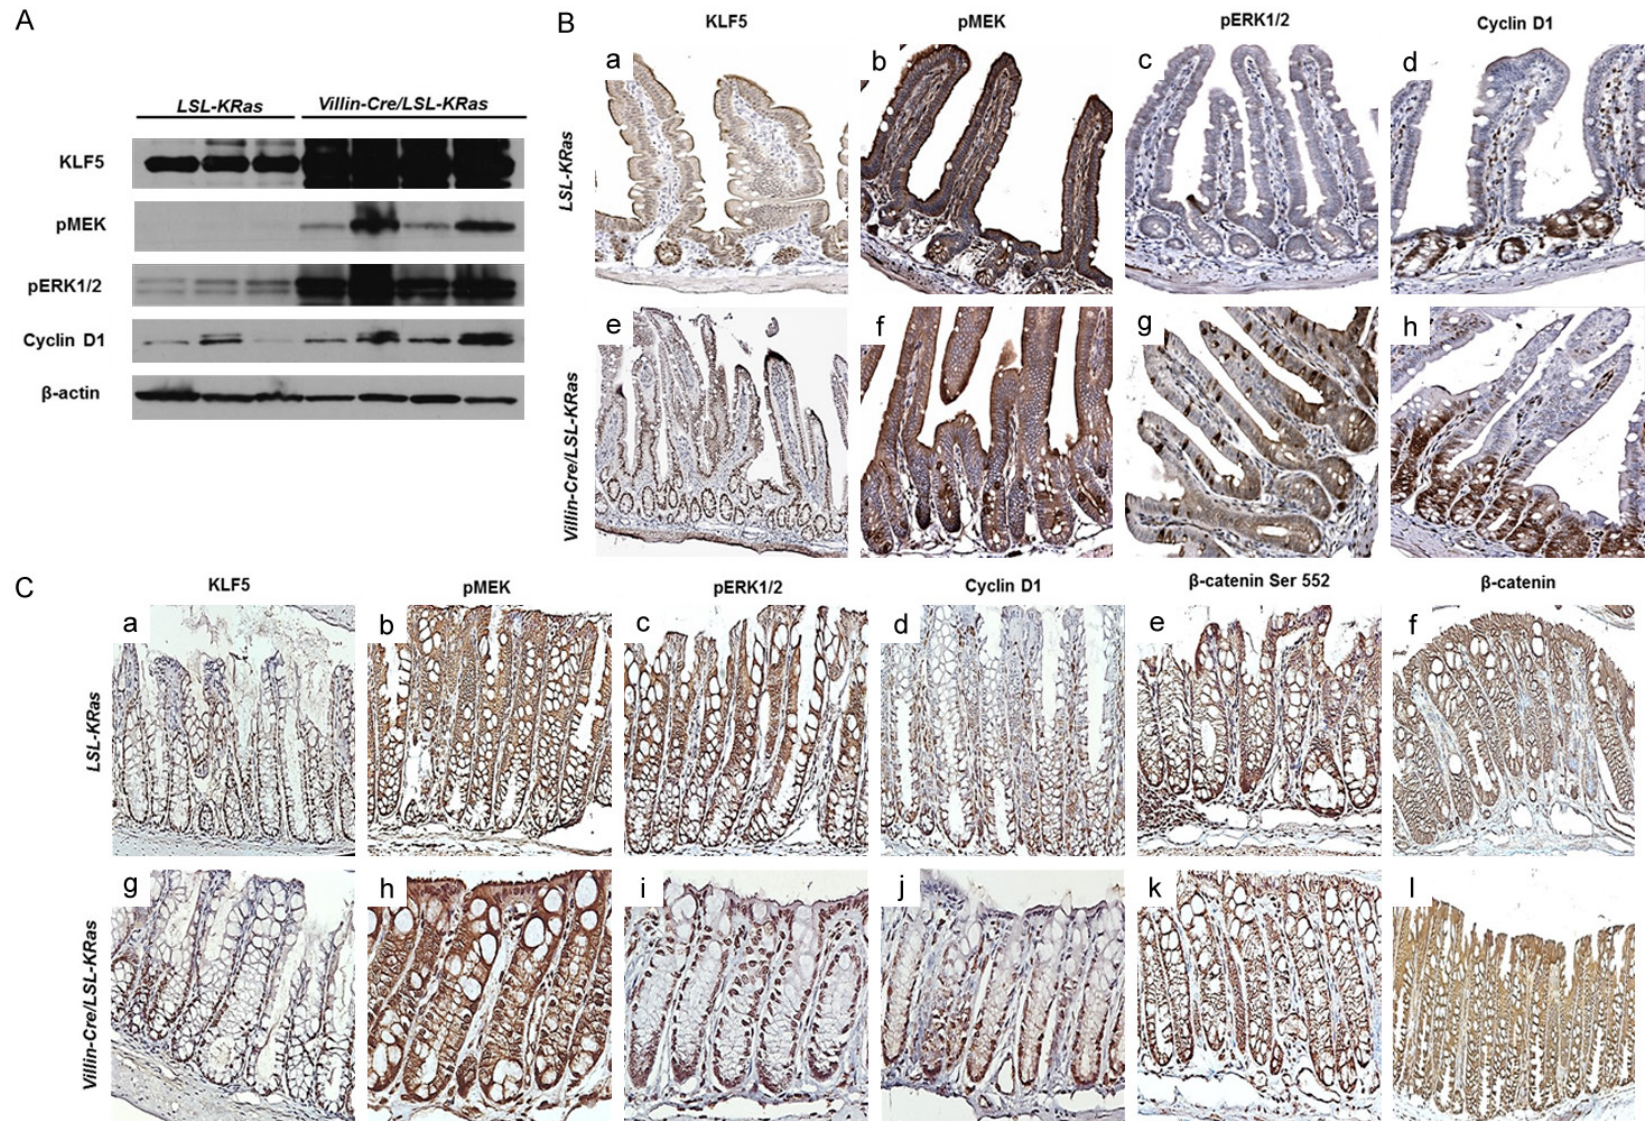 A
LSL-KRas Villin-Cre/LSL-KRas
KLF5
pMEK
pERK1/2
Cyclin D1
β-actin
B
KLF5 pMEK pERK1/2 Cyclin D1
LSL-KRas
a b c d
Villin-Cre/LSL-KRas
e f g h
C
KLF5 pMEK pERK1/2 Cyclin D1 β-catenin Ser 552 β-catenin
LSL-KRas
a b c d e f
Villin-Cre/LSL-KRas
g h i j k l